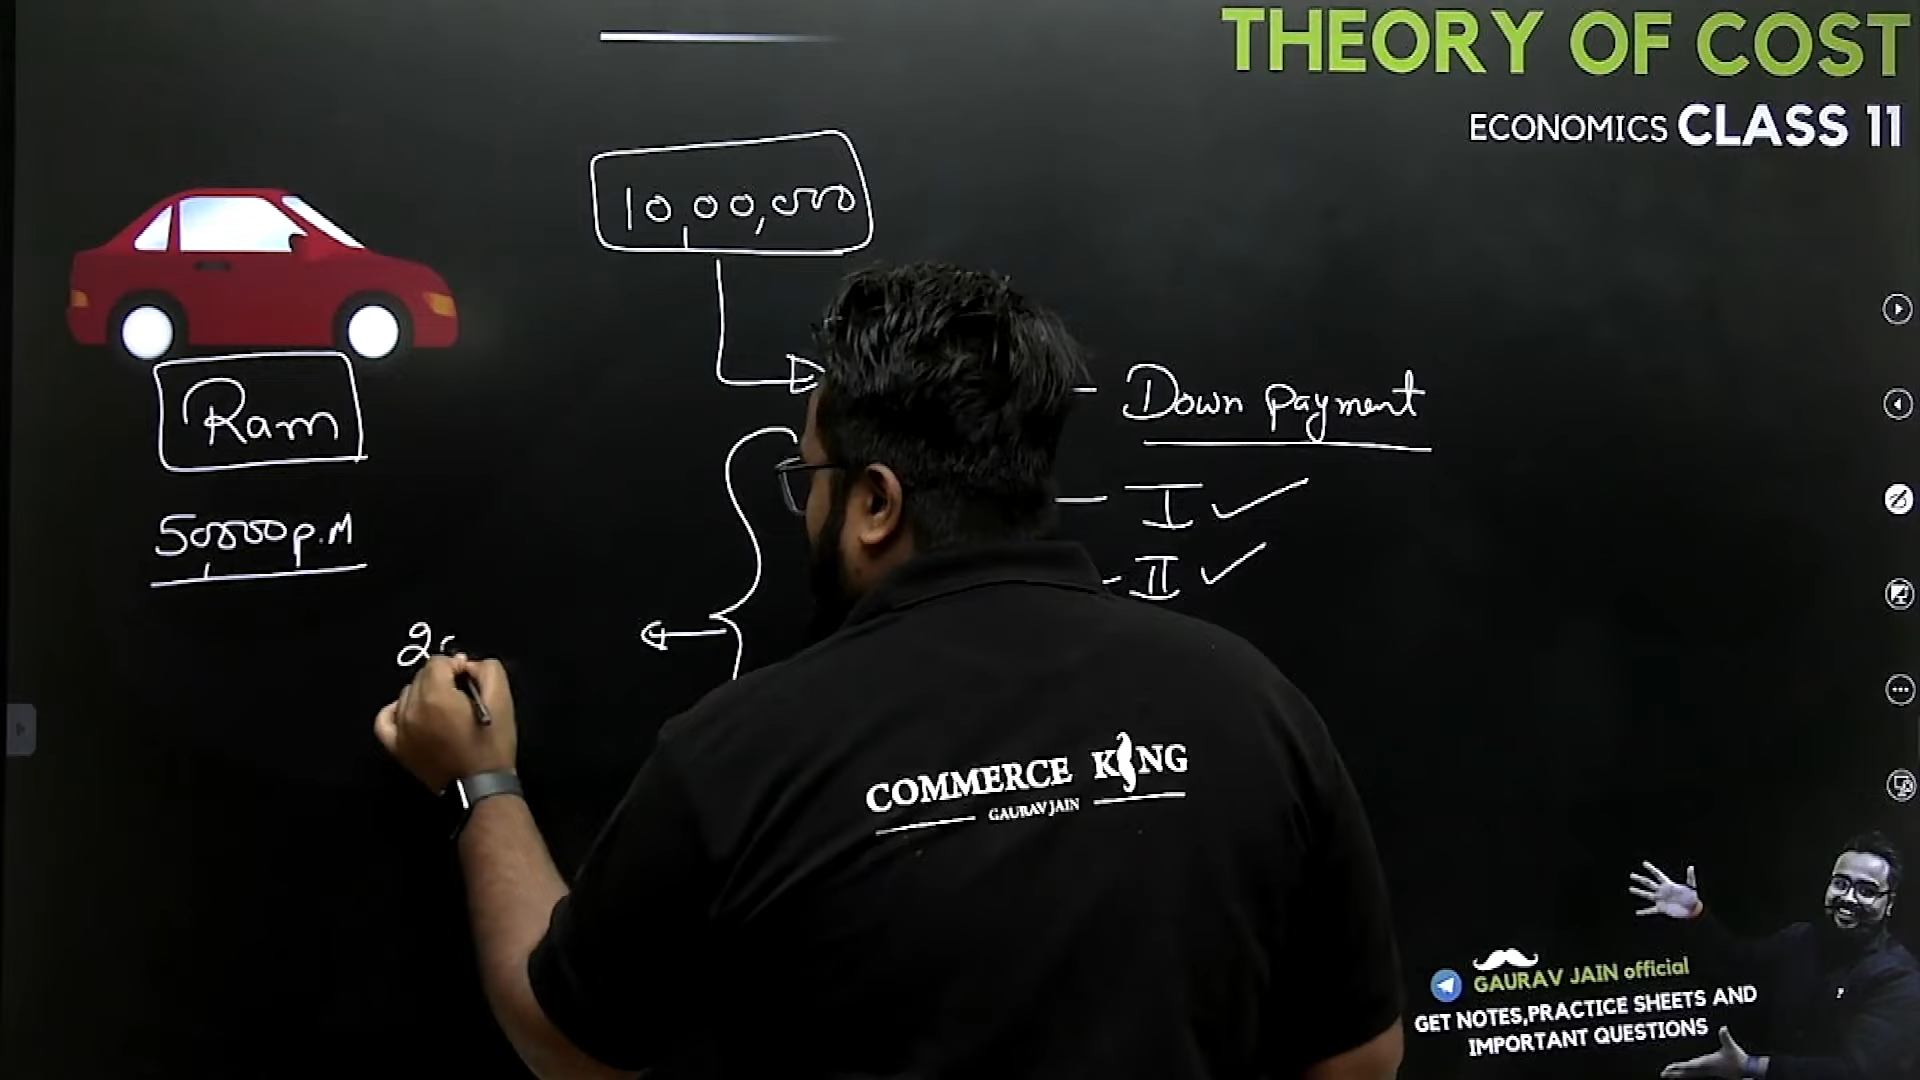 THEORY OF COST
ECONOMICS CLASS 11
10,00,000
Ram
50000 p.M
Down payment
I
II
COMMERCE KING
GAURAV JAIN
GAURAV JAIN official
GET NOTES,PRACTICE SHEETS AND
IMPORTANT QUESTIONS